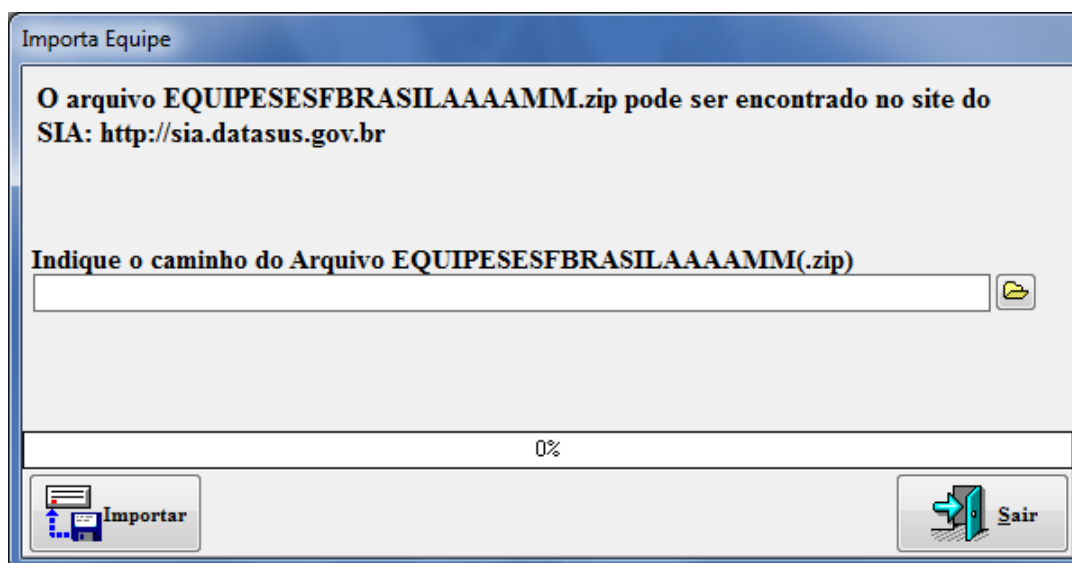 Importa Equipe
O arquivo EQUIPESESFBRASILAAAAMM.zip pode ser encontrado no site do
SIA: http://sia.datasus.gov.br
Indique o caminho do Arquivo EQUIPESESFBRASILAAAAMM(.zip)
0%
Importar
Sair